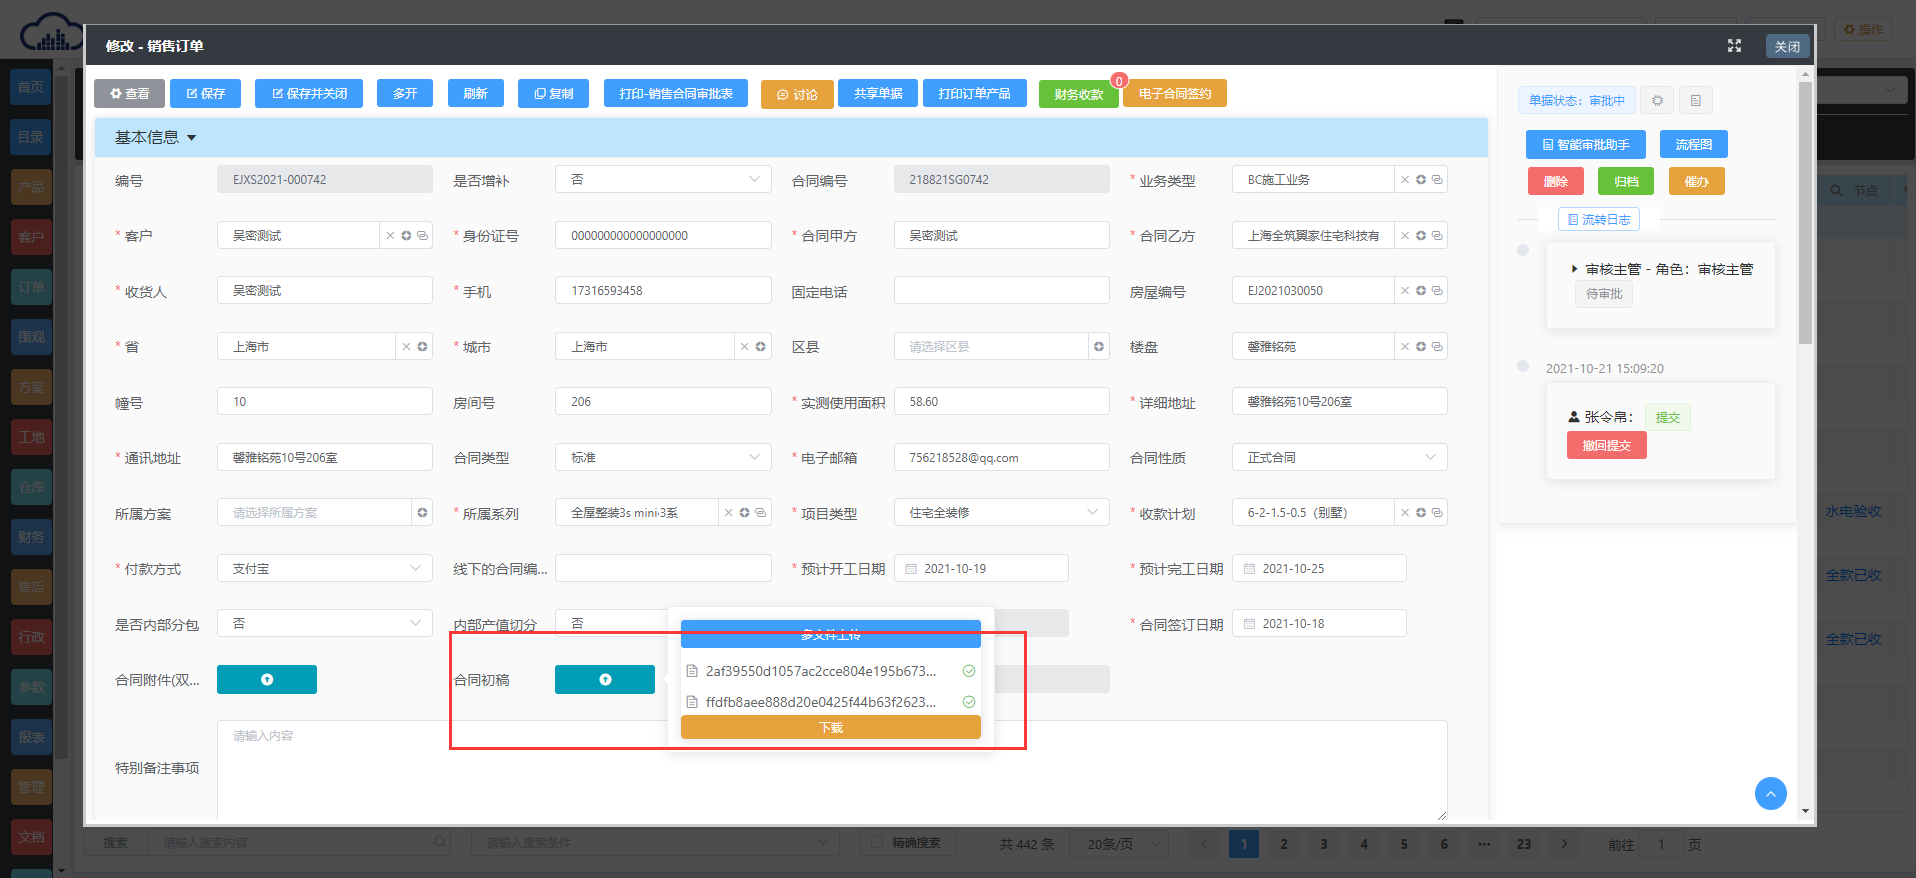 修改 - 销售订单
关闭
操作
查看 保存 保存并关闭 多开 刷新 复制 打印-销售合同审批表 讨论 共享单据 打印订单产品 财务收款 0 电子合同签约
基本信息
编号 EJXS2021-000742 是否增补 否 合同编号 218821SG0742 * 业务类型 BC施工业务
* 客户 吴密测试 * 身份证号 000000000000000000 * 合同甲方 吴密测试 * 合同乙方 上海全筑翼家住宅科技有
* 收货人 吴密测试 * 手机 17316593458 固定电话 房屋编号 EJ2021030050
* 省 上海市 * 城市 上海市 区县 请选择区县 楼盘 馨雅铭苑
幢号 10 房间号 206 * 实测使用面积 58.60 * 详细地址 馨雅铭苑10号206室
* 通讯地址 馨雅铭苑10号206室 合同类型 标准 * 电子邮箱 756218528@qq.com 合同性质 正式合同
所属方案 请选择所属方案 * 所属系列 全屋整装3s mini-3系 * 项目类型 住宅全装修 * 收款计划 6-2-1.5-0.5（别墅）
* 付款方式 支付宝 线下的合同编... * 预计开工日期 2021-10-19 * 预计完工日期 2021-10-25
是否内部分包 否 内部产值切分 否 * 合同签订日期 2021-10-18
多文件上传
合同附件(双... 合同初稿
2af39550d1057ac2cce804e195b673...
ffdfb8aee888d20e0425f44b63f2623...
下载
特别备注事项 请输入内容
单据状态：审批中
智能审批助手 流程图
删除 归档 催办
流转日志
审核主管 - 角色：审核主管
待审批
2021-10-21 15:09:20
张令帛： 提交
撤回提交
首页
目录
产品
客户
订单
围观
方案
工地
仓库
财务
售后
行政
参数
报表
管理
文档
节点
水电验收
全款已收
全款已收
搜索 请输入搜索内容 请输入搜索条件 精确搜索 共 442 条 20条/页 1 2 3 4 5 6 ••• 23 前往 1 页